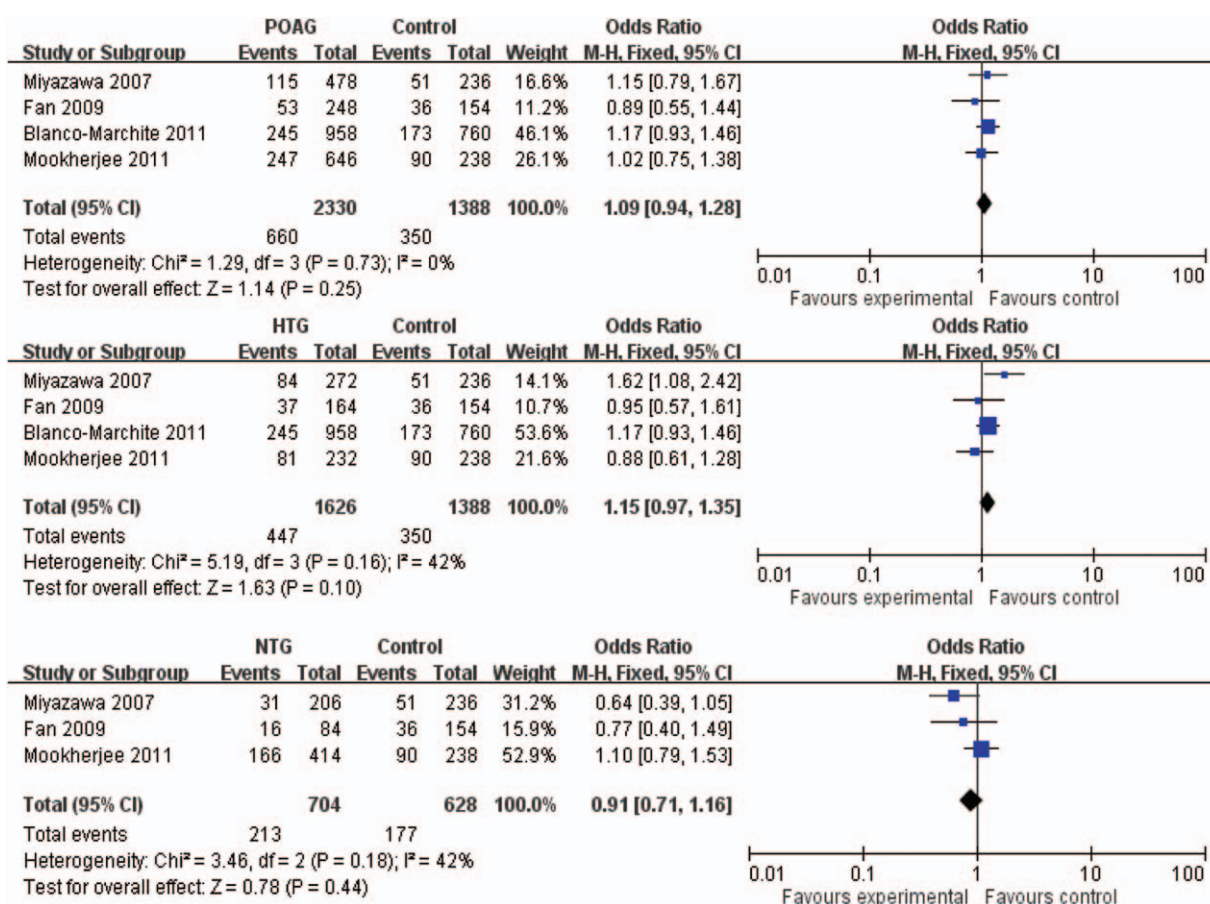 POAG Control Odds Ratio Odds Ratio
Study or Subgroup Events Total Events Total Weight M-H, Fixed, 95% CI M-H, Fixed, 95% CI
Miyazawa 2007 115 478 51 236 16.6% 1.15 [0.79, 1.67]
Fan 2009 53 248 36 154 11.2% 0.89 [0.55, 1.44]
Blanco-Marchite 2011 245 958 173 760 46.1% 1.17 [0.93, 1.46]
Mookherjee 2011 247 646 90 238 26.1% 1.02 [0.75, 1.38]
Total (95% CI) 2330 1388 100.0% 1.09 [0.94, 1.28]
Total events 660 350
Heterogeneity: Chi² = 1.29, df = 3 (P = 0.73); I² = 0%
Test for overall effect: Z = 1.14 (P = 0.25)
0.01 0.1 1 10 100
Favours experimental Favours control
HTG Control Odds Ratio Odds Ratio
Study or Subgroup Events Total Events Total Weight M-H, Fixed, 95% CI M-H, Fixed, 95% CI
Miyazawa 2007 84 272 51 236 14.1% 1.62 [1.08, 2.42]
Fan 2009 37 164 36 154 10.7% 0.95 [0.57, 1.61]
Blanco-Marchite 2011 245 958 173 760 53.6% 1.17 [0.93, 1.46]
Mookherjee 2011 81 232 90 238 21.6% 0.88 [0.61, 1.28]
Total (95% CI) 1626 1388 100.0% 1.15 [0.97, 1.35]
Total events 447 350
Heterogeneity: Chi² = 5.19, df = 3 (P = 0.16); I² = 42%
Test for overall effect: Z = 1.63 (P = 0.10)
0.01 0.1 1 10 100
Favours experimental Favours control
NTG Control Odds Ratio Odds Ratio
Study or Subgroup Events Total Events Total Weight M-H, Fixed, 95% CI M-H, Fixed, 95% CI
Miyazawa 2007 31 206 51 236 31.2% 0.64 [0.39, 1.05]
Fan 2009 16 84 36 154 15.9% 0.77 [0.40, 1.49]
Mookherjee 2011 166 414 90 238 52.9% 1.10 [0.79, 1.53]
Total (95% CI) 704 628 100.0% 0.91 [0.71, 1.16]
Total events 213 177
Heterogeneity: Chi² = 3.46, df = 2 (P = 0.18); I² = 42%
Test for overall effect: Z = 0.78 (P = 0.44)
0.01 0.1 1 10 100
Favours experimental Favours control